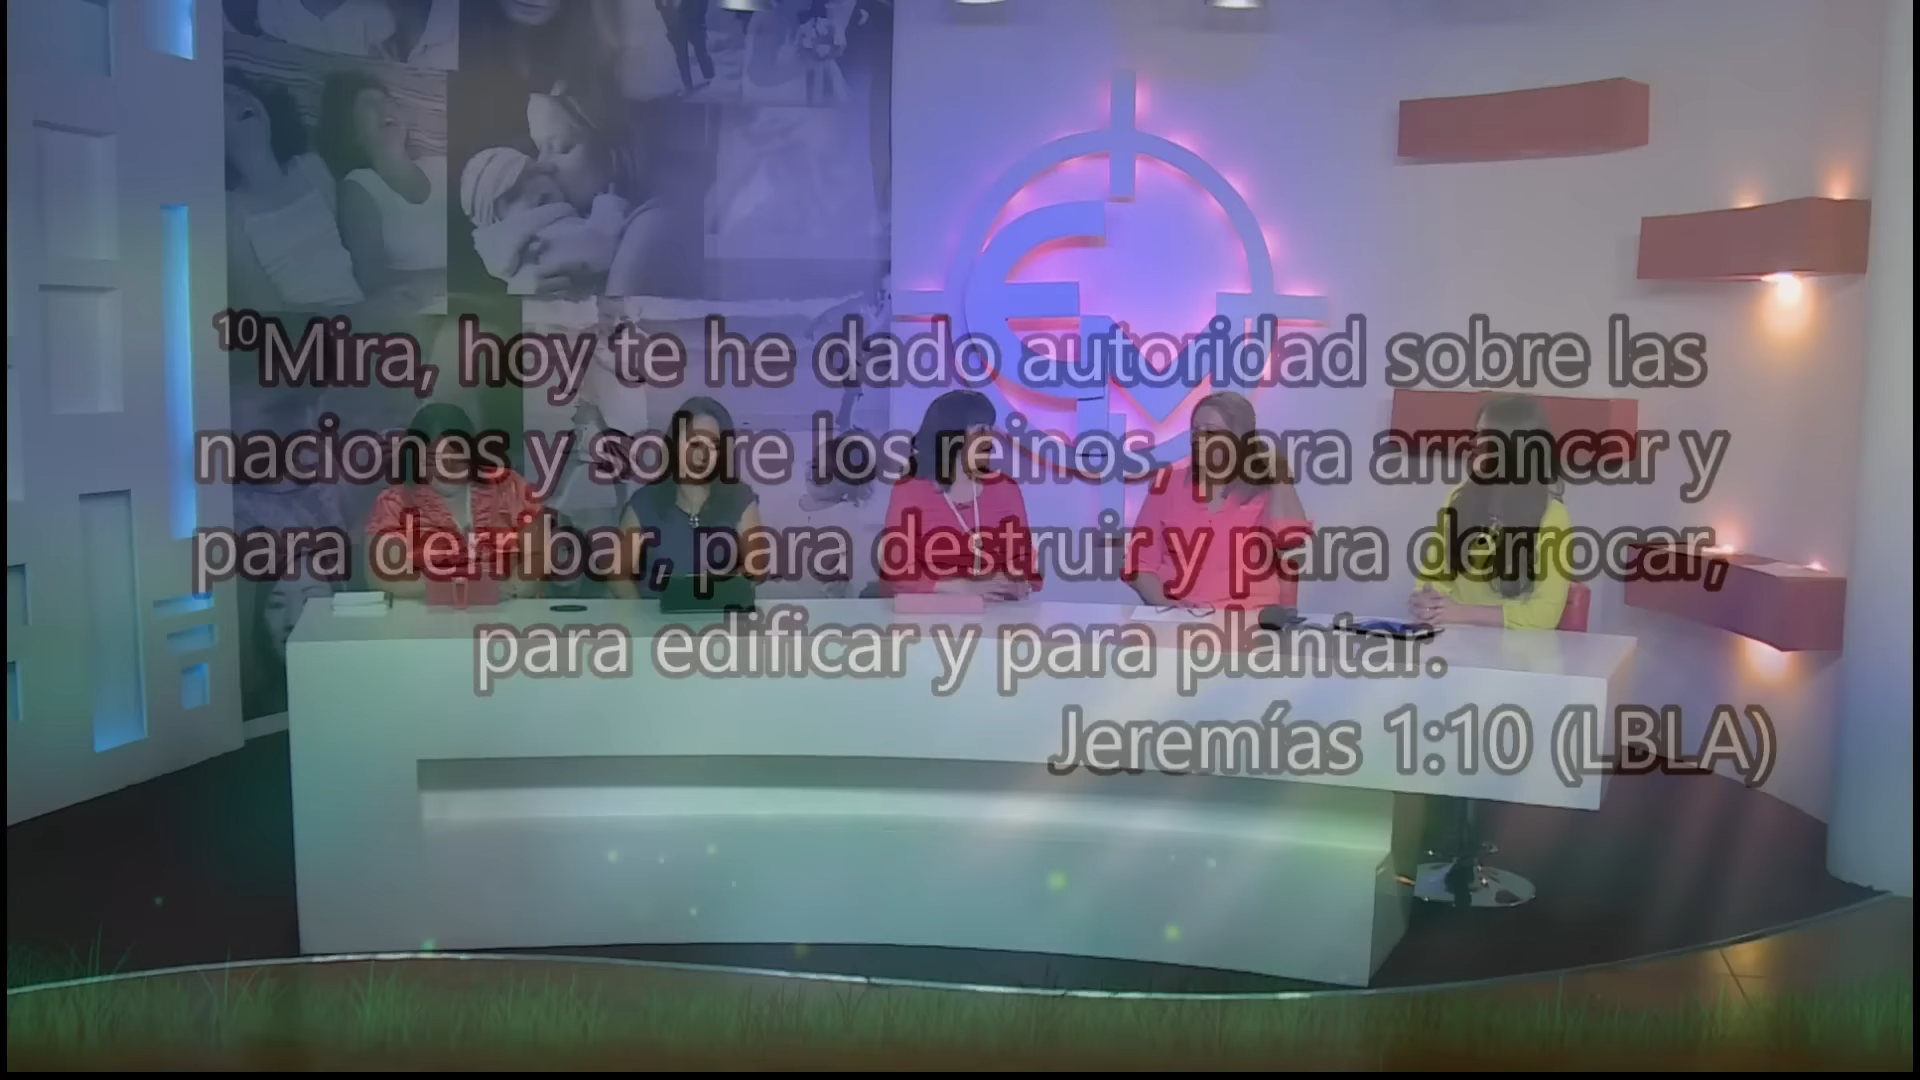 ¹⁰Mira, hoy te he dado autoridad sobre las
naciones y sobre los reinos, para arrancar y
para derribar, para destruir y para derrocar,
para edificar y para plantar.
Jeremías 1:10 (LBLA)